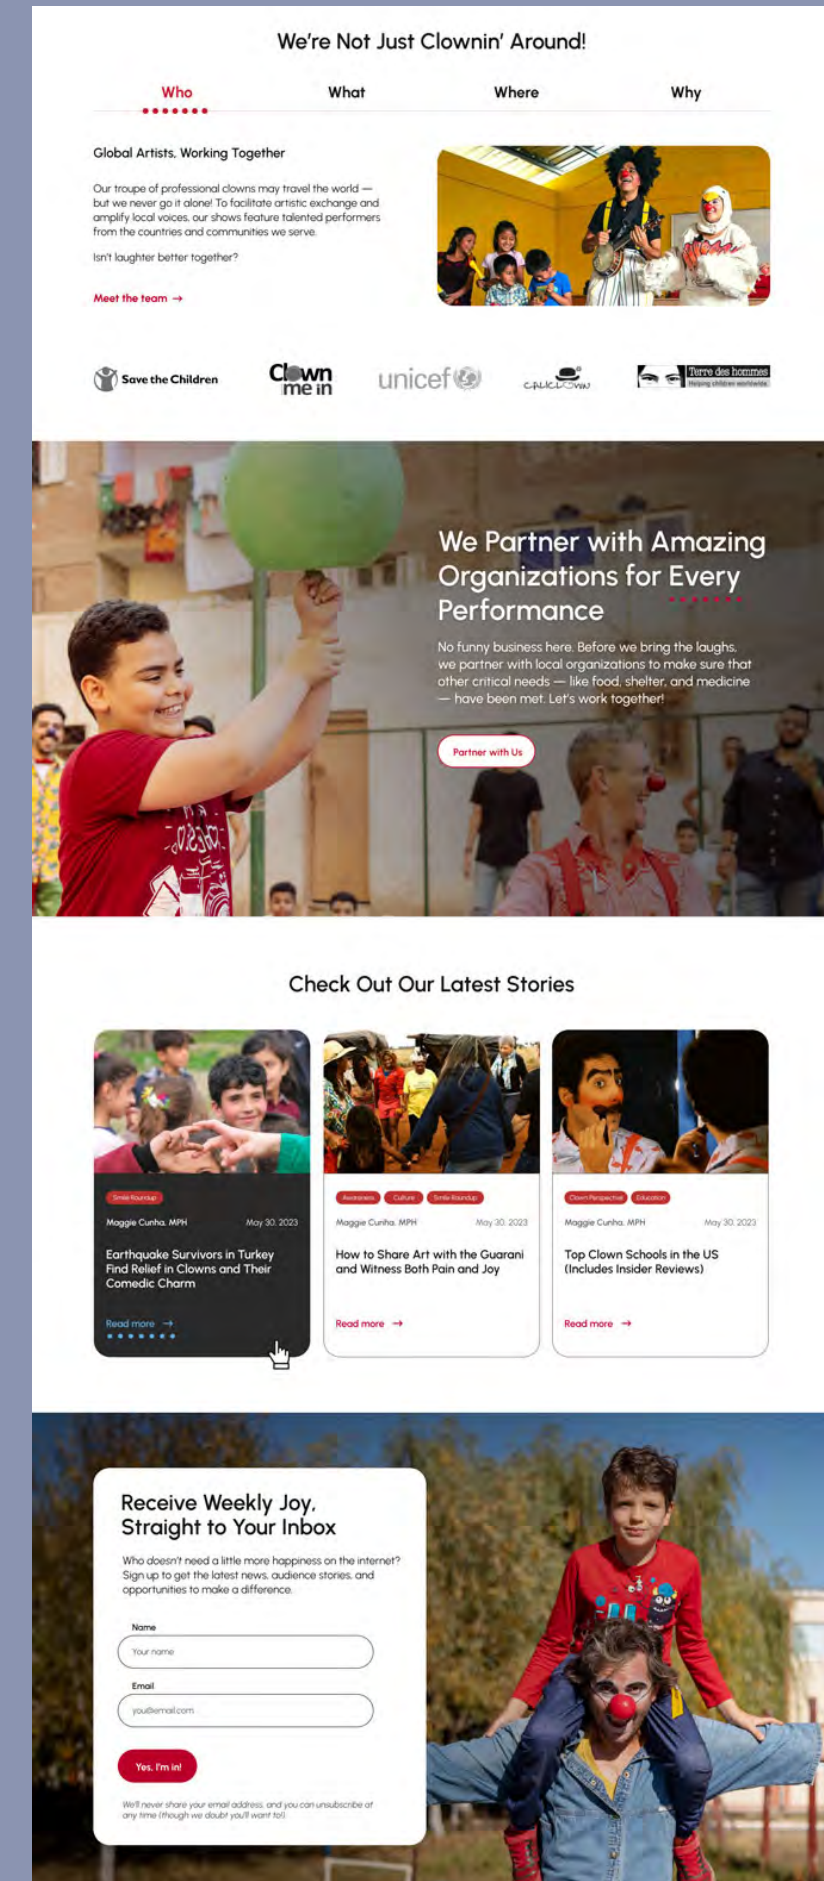 We're Not Just Clownin' Around!
Who
What
Where
Why
Global Artists, Working Together
Our troupe of professional clowns may travel the world —
but we never go it alone! To facilitate artistic exchange and
amplify local voices, our shows feature talented performers
from the countries and communities we serve.
Isn't laughter better together?
Meet the team →
Save the Children
Clown
me in
unicef
CALICLOWN
Terre des hommes
Helping children worldwide.
We Partner with Amazing
Organizations for Every
Performance
No funny business here. Before we bring the laughs,
we partner with local organizations to make sure that
other critical needs — like food, shelter, and medicine
— have been met. Let's work together!
Partner with Us
Check Out Our Latest Stories
Smile Roundup
Maggie Cunha, MPH
May 30, 2023
Earthquake Survivors in Turkey
Find Relief in Clowns and Their
Comedic Charm
Read more →
Awareness
Culture
Smile Roundup
Maggie Cunha, MPH
May 30, 2023
How to Share Art with the Guarani
and Witness Both Pain and Joy
Read more →
Clown Perspective
Education
Maggie Cunha, MPH
May 30, 2023
Top Clown Schools in the US
(Includes Insider Reviews)
Read more →
Receive Weekly Joy,
Straight to Your Inbox
Who doesn't need a little more happiness on the internet?
Sign up to get the latest news, audience stories, and
opportunities to make a difference.
Name
Your name
Email
you@email.com
Yes, I'm in!
We'll never share your email address, and you can unsubscribe at
any time (though we doubt you'll want to!)